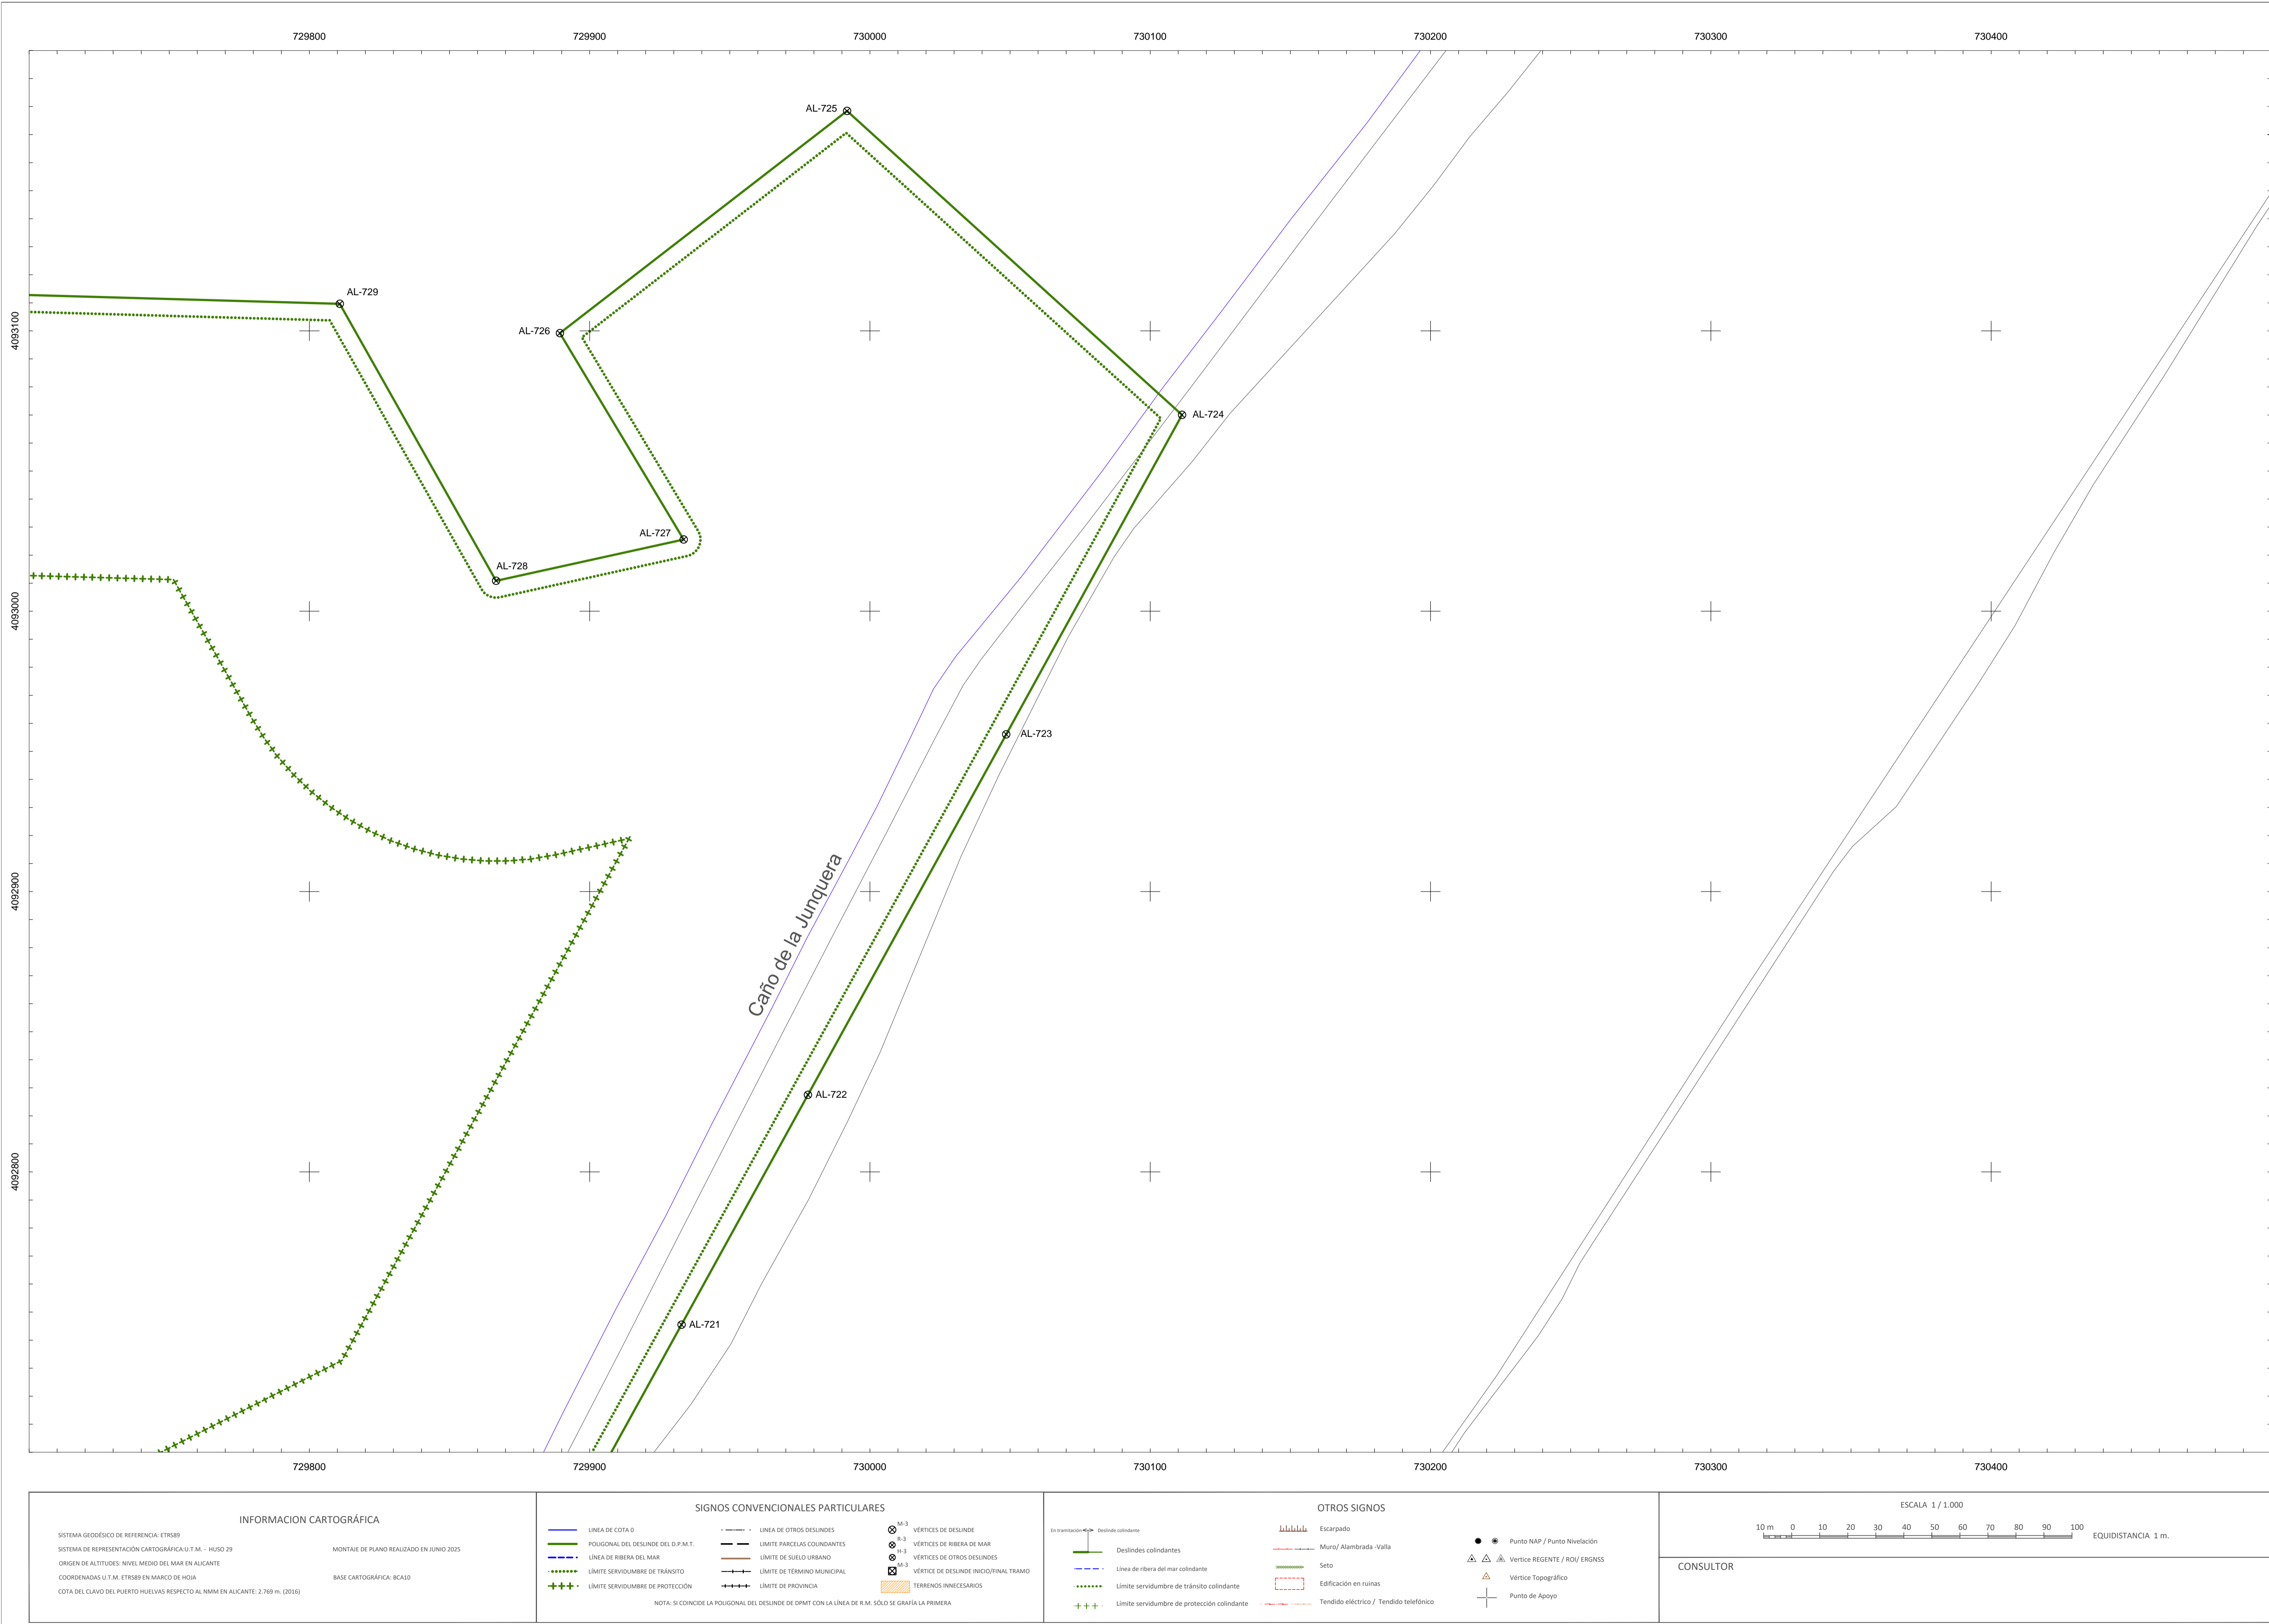 729800 729900 730000 730100 730200 730300 730400
AL-725
AL-729
AL-726
4093100
AL-724
AL-727
AL-728
4093000
AL-723
Caño de la Junquera
4092900
AL-722
4092800
AL-721
729800 729900 730000 730100 730200 730300 730400
INFORMACION CARTOGRÁFICA
SISTEMA GEODÉSICO DE REFERENCIA: ETRS89
SISTEMA DE REPRESENTACIÓN CARTOGRÁFICA:U.T.M. - HUSO 29
MONTAJE DE PLANO REALIZADO EN JUNIO 2025
ORIGEN DE ALTITUDES: NIVEL MEDIO DEL MAR EN ALICANTE
COORDENADAS U.T.M. ETRS89 EN MARCO DE HOJA
BASE CARTOGRÁFICA: BCA10
COTA DEL CLAVO DEL PUERTO HUELVAS RESPECTO AL NMM EN ALICANTE: 2.769 m. (2016)
SIGNOS CONVENCIONALES PARTICULARES
LINEA DE COTA 0
POLIGONAL DEL DESLINDE DEL D.P.M.T.
LÍNEA DE RIBERA DEL MAR
LÍMITE SERVIDUMBRE DE TRÁNSITO
LÍMITE SERVIDUMBRE DE PROTECCIÓN
LINEA DE OTROS DESLINDES
LIMITE PARCELAS COLINDANTES
LÍMITE DE SUELO URBANO
LÍMITE DE TÉRMINO MUNICIPAL
LÍMITE DE PROVINCIA
M-3
VÉRTICES DE DESLINDE
R-3
VÉRTICES DE RIBERA DE MAR
H-3
VÉRTICES DE OTROS DESLINDES
M-3
VÉRTICE DE DESLINDE INICIO/FINAL TRAMO
TERRENOS INNECESARIOS
NOTA: SI COINCIDE LA POLIGONAL DEL DESLINDE DE DPMT CON LA LÍNEA DE R.M. SÓLO SE GRAFÍA LA PRIMERA
OTROS SIGNOS
En tramitación Deslinde colindante
Deslindes colindantes
Línea de ribera del mar colindante
Límite servidumbre de tránsito colindante
Límite servidumbre de protección colindante
Escarpado
Muro/ Alambrada -Valla
Seto
Edificación en ruinas
Tendido eléctrico / Tendido telefónico
Punto NAP / Punto Nivelación
Vertice REGENTE / ROI/ ERGNSS
Vértice Topográfico
Punto de Apoyo
ESCALA 1 / 1.000
10 m 0 10 20 30 40 50 60 70 80 90 100
EQUIDISTANCIA 1 m.
CONSULTOR